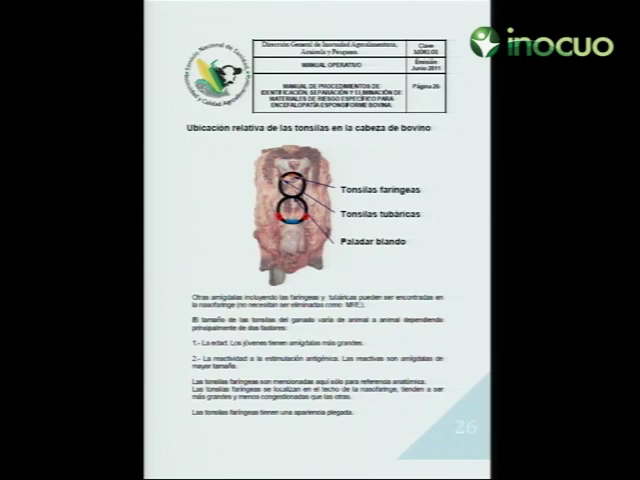 inocuo
Dirección General de Inocuidad Agroalimentaria,
Acuícola y Pesquera.
Clave
MANUAL OPERATIVO
Emisión
Junio 2011
MANUAL DE PROCEDIMIENTOS DE
IDENTIFICACIÓN, SEPARACIÓN Y ELIMINACIÓN DE
MATERIALES DE RIESGO ESPECÍFICO PARA
ENCEFALOPATÍA ESPONGIFORME BOVINA.
Página 26
Ubicación relativa de las tonsilas en la cabeza de bovino
Tonsilas faríngeas
Tonsilas tubáricas
Paladar blando
Otras amígdalas incluyendo las faríngeas y tubáricas pueden ser encontradas en
la nasofaringe (no necesitan ser eliminadas como MRE).
El tamaño de las tonsilas del ganado varía de animal a animal dependiendo
principalmente de dos factores:
1.- La edad. Los jóvenes tienen amígdalas más grandes.
2.- La reactividad a la estimulación antigénica. Las reactivas son amígdalas de
mayor tamaño.
Las tonsilas faríngeas son mencionadas aquí sólo para referencia anatómica.
Las tonsilas faríngeas se localizan en el techo de la nasofaringe, tienden a ser
más grandes y menos congestionadas que las otras.
Las tonsilas faríngeas tienen una apariencia plegada.
26